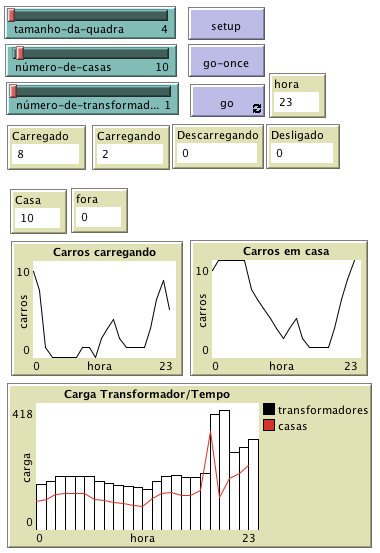 tamanho-da-quadra 4
setup
número-de-casas 10
go-once
número-de-transformad... 1
go
hora
23
Carregado
8
Carregando
2
Descarregando
0
Desligado
0
Casa
10
fora
0
Carros carregando
10
carros
0
0 hora 23
Carros em casa
10
carros
0
0 hora 23
Carga Transformador/Tempo
418
carga
0
0 hora 23
transformadores
casas